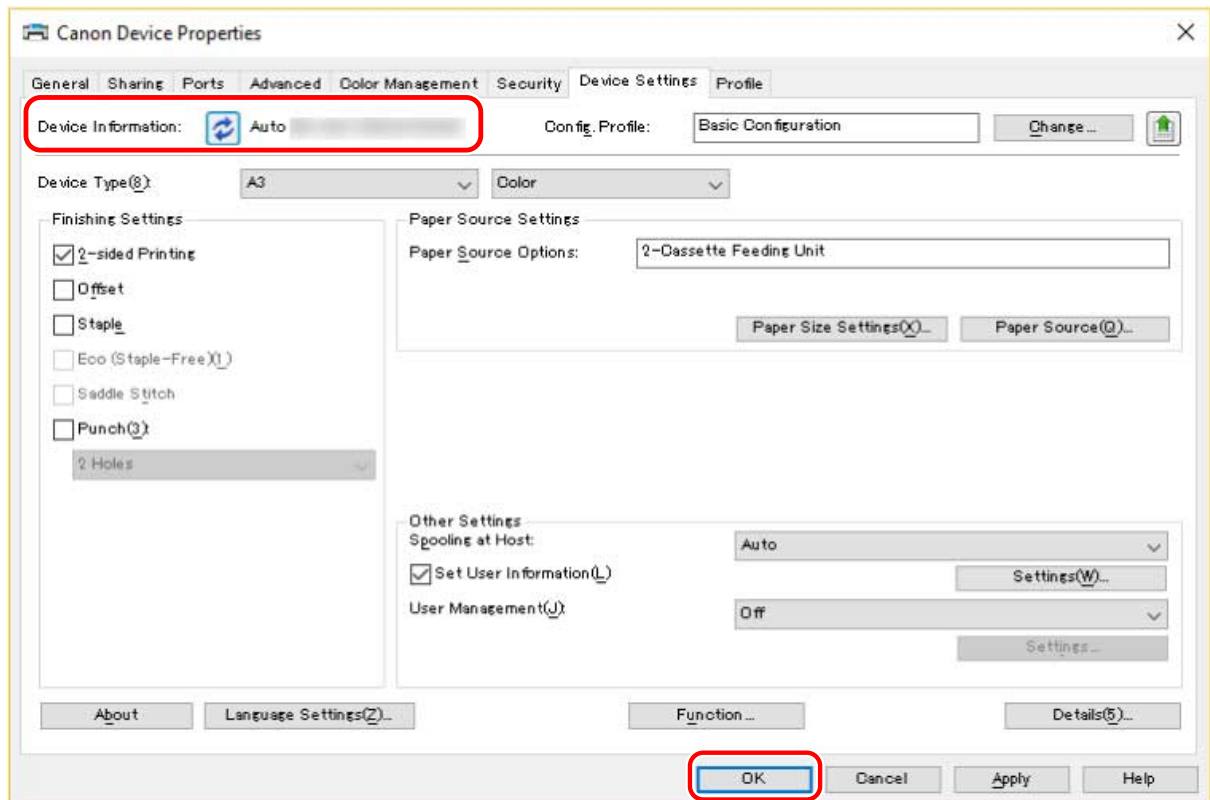 Canon Device Properties
General Sharing Ports Advanced Color Management Security Device Settings Profile
Device Information: Auto Config. Profile: Basic Configuration Change...
Device Type(8): A3 Color
Finishing Settings
2-sided Printing
Offset
Staple
Eco (Staple-Free)(1)
Saddle Stitch
Punch(3):
2 Holes
Paper Source Settings
Paper Source Options: 2-Cassette Feeding Unit
Paper Size Settings(X)... Paper Source(Q)...
Other Settings
Spooling at Host: Auto
Set User Information(L) Settings(W)...
User Management(J): Off
Settings...
About Language Settings(Z)... Function... Details(5)...
OK Cancel Apply Help